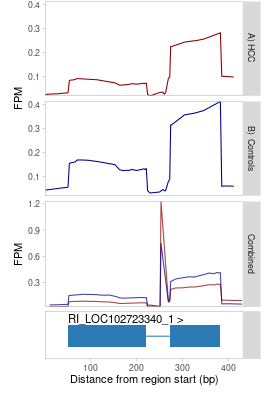 0.4
0.3
0.2
0.1
A) HCC
FPM
0.4
0.3
0.2
0.1
B) Controls
1.2
0.9
0.6
0.3
Combined
FPM
RI_LOC102723340_1 >
100 200 300 400
Distance from region start (bp)